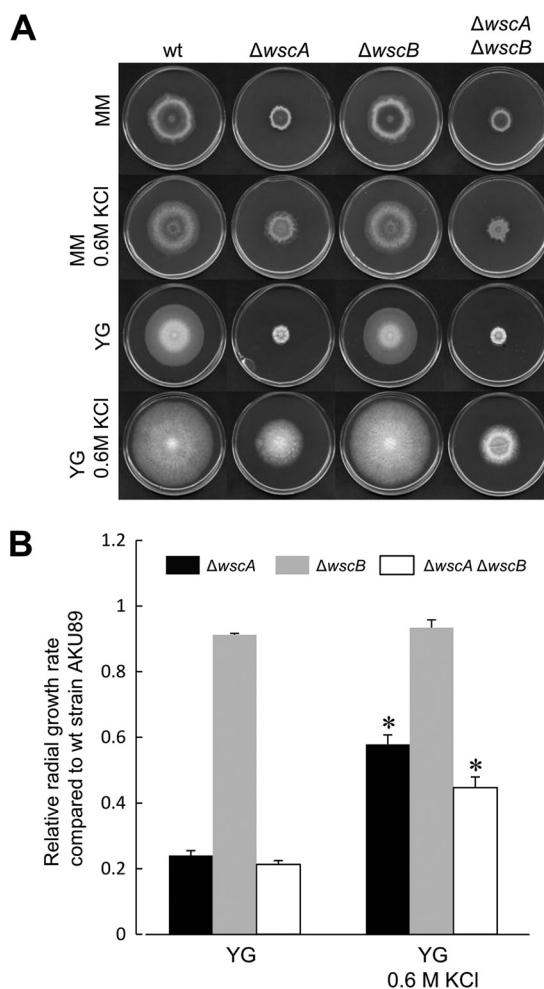 A
wt ΔwscA ΔwscB ΔwscA
ΔwscB
MM
MM
0.6M KCl
YG
YG
0.6M KCl
B
1.2
1
0.8
0.6
0.4
0.2
0
Relative radial growth rate
compared to wt strain AKU89
ΔwscA ΔwscB ΔwscA ΔwscB
*
*
YG YG
0.6 M KCl